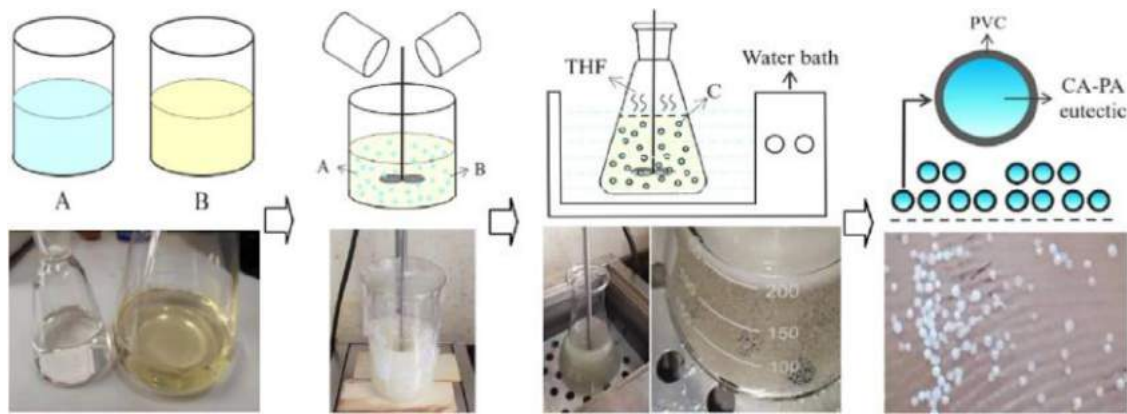 A
B
A
B
THF
C
Water bath
PVC
CA-PA
eutectic
200
150
100